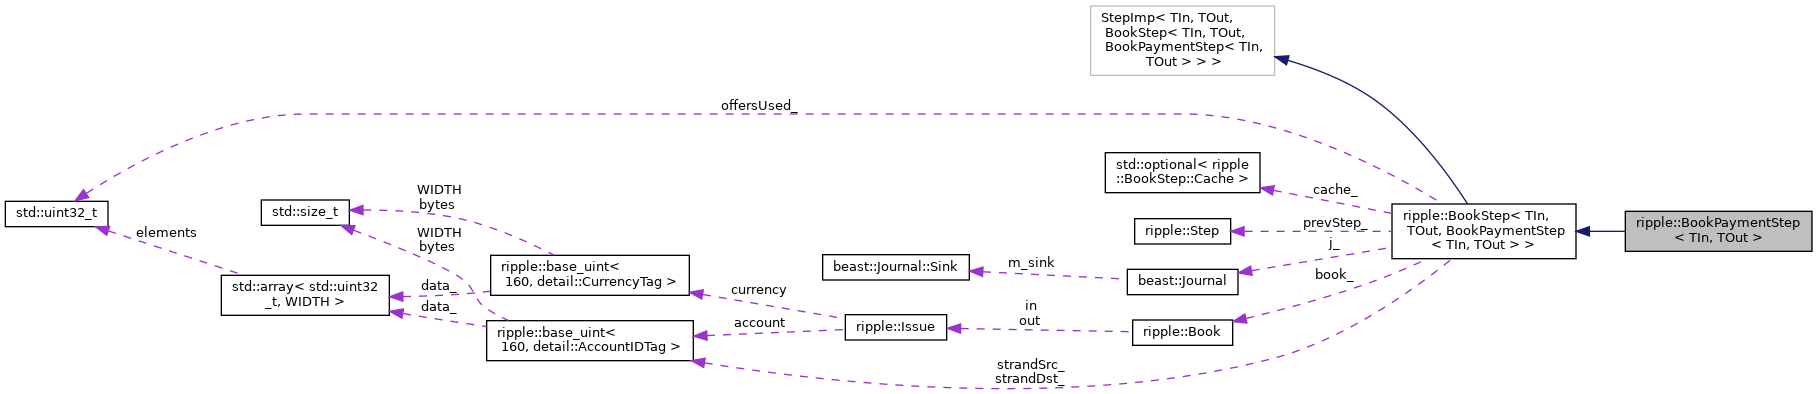 StepImp< TIn, TOut,
BookStep< TIn, TOut,
BookPaymentStep< TIn,
TOut > > >
offersUsed_
std::optional< ripple
::BookStep::Cache >
cache_
WIDTH
bytes
std::uint32_t
std::size_t
elements
WIDTH
bytes
ripple::Step
prevStep_
j_
ripple::BookStep< TIn,
TOut, BookPaymentStep
< TIn, TOut > >
ripple::BookPaymentStep
< TIn, TOut >
std::array< std::uint32
_t, WIDTH >
data_
data_
ripple::base_uint<
160, detail::CurrencyTag >
beast::Journal::Sink
m_sink
beast::Journal
book_
currency
account
ripple::base_uint<
160, detail::AccountIDTag >
ripple::Issue
in
out
ripple::Book
strandSrc_
strandDst_